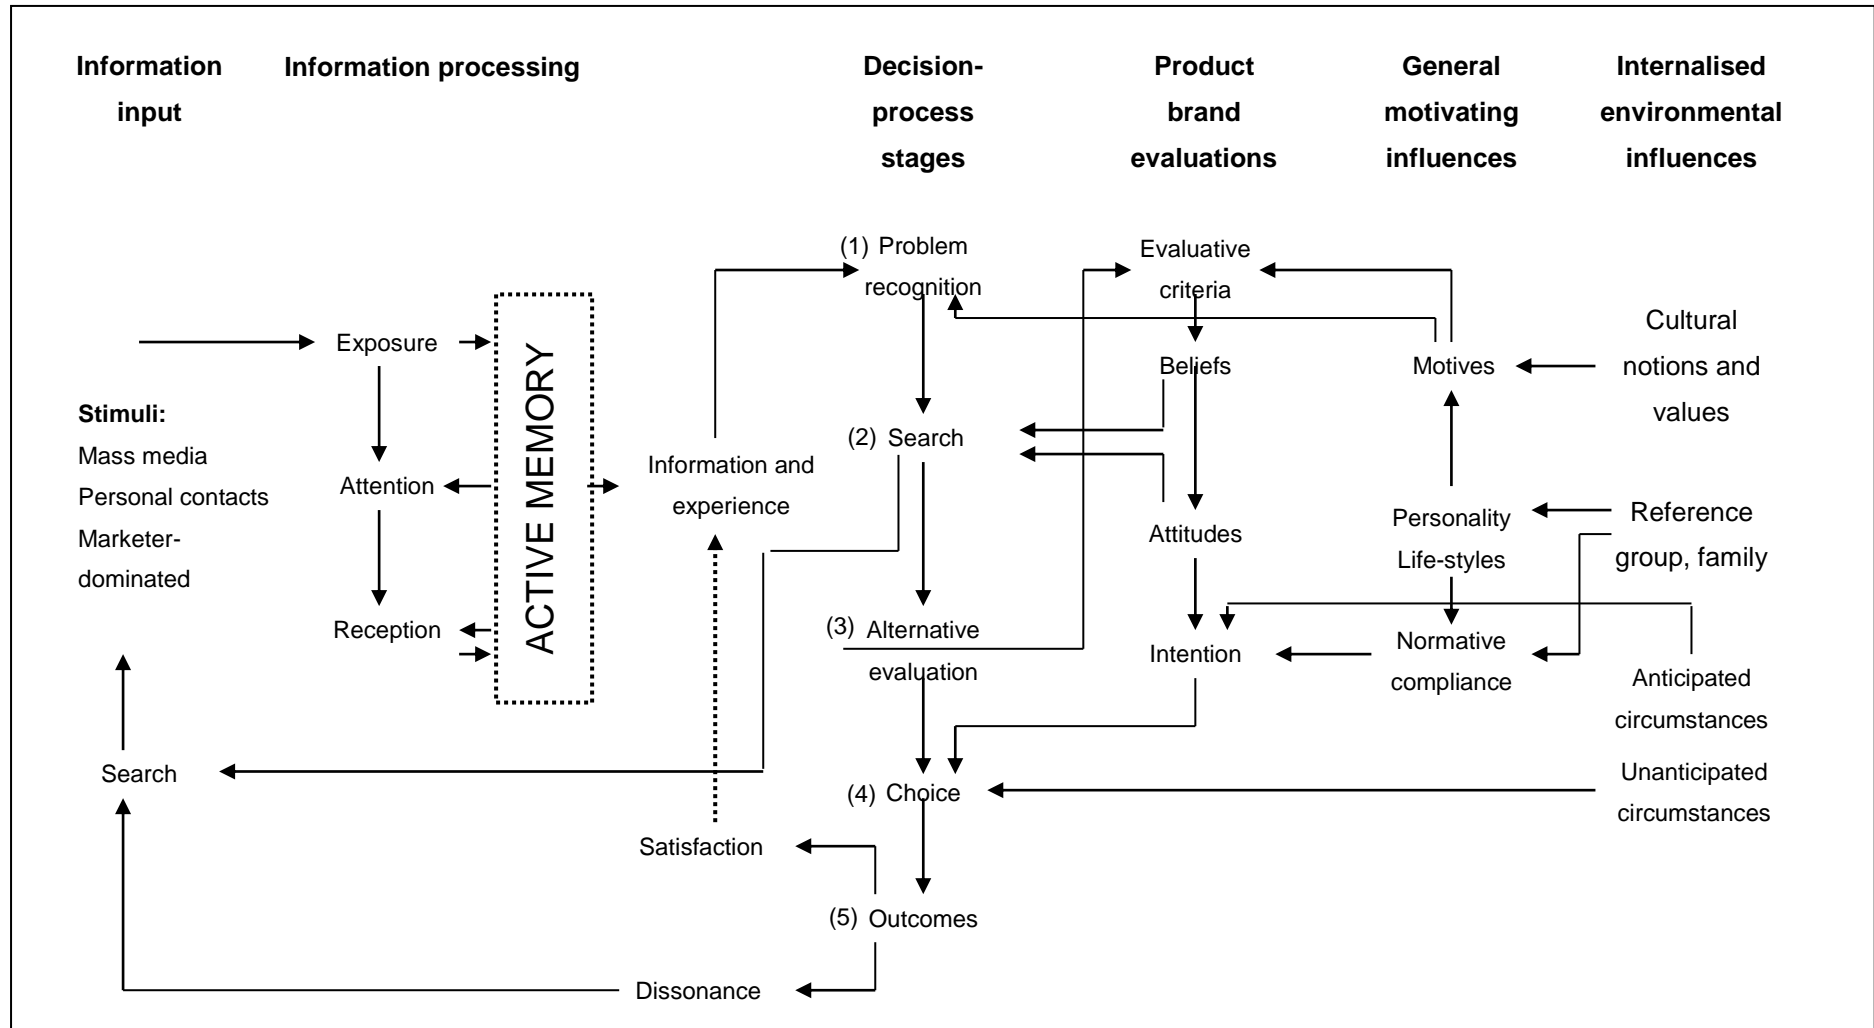 Information
input
Information processing
Decision-
process
stages
Product
brand
evaluations
General
motivating
influences
Internalised
environmental
influences
Stimuli:
Mass media
Personal contacts
Marketer-
dominated
Search
Exposure
Attention
Reception
ACTIVE MEMORY
Information and
experience
Satisfaction
Dissonance
(1) Problem
recognition
(2) Search
(3) Alternative
evaluation
(4) Choice
(5) Outcomes
Evaluative
criteria
Beliefs
Attitudes
Intention
Motives
Personality
Life-styles
Normative
compliance
Cultural
notions and
values
Reference
group, family
Anticipated
circumstances
Unanticipated
circumstances